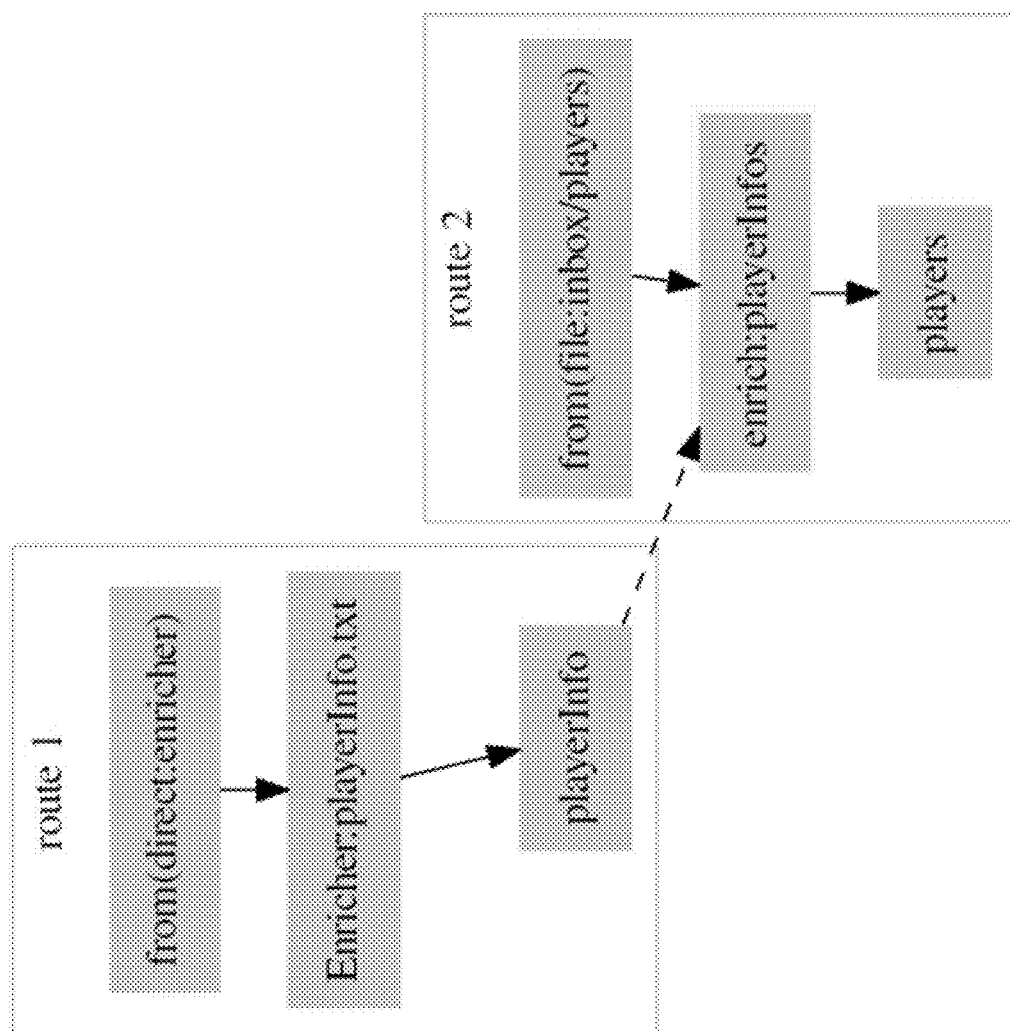 route 1
from(direct:enricher)
Enricher:playerInfo.txt
playerInfo
route 2
from(file:inbox/players)
enrich:playerInfos
players